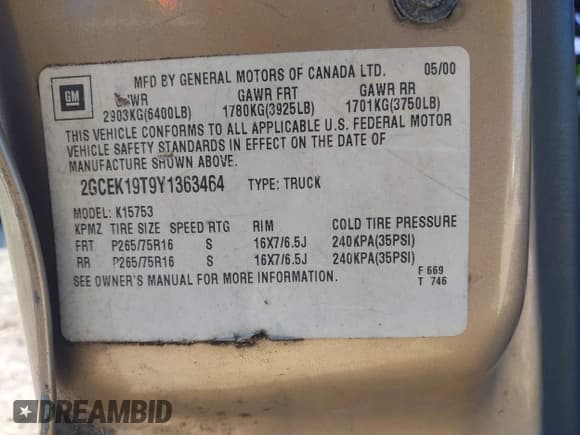 MFD BY GENERAL MOTORS OF CANADA LTD. 05/00
GM
GVWR GAWR FRT GAWR RR
2903KG(6400LB) 1780KG(3925LB) 1701KG(3750LB)
THIS VEHICLE CONFORMS TO ALL APPLICABLE U.S. FEDERAL MOTOR
VEHICLE SAFETY STANDARDS IN EFFECT ON THE DATE OF
MANUFACTURE SHOWN ABOVE.
2GCEK19T9Y1363464 TYPE: TRUCK
MODEL: K15753
KPMZ TIRE SIZE SPEED RTG RIM COLD TIRE PRESSURE
FRT P265/75R16 S 16X7/6.5J 240KPA(35PSI)
RR P265/75R16 S 16X7/6.5J 240KPA(35PSI)
SEE OWNER'S MANUAL FOR MORE INFORMATION.
F 669
T 746
DREAMBID